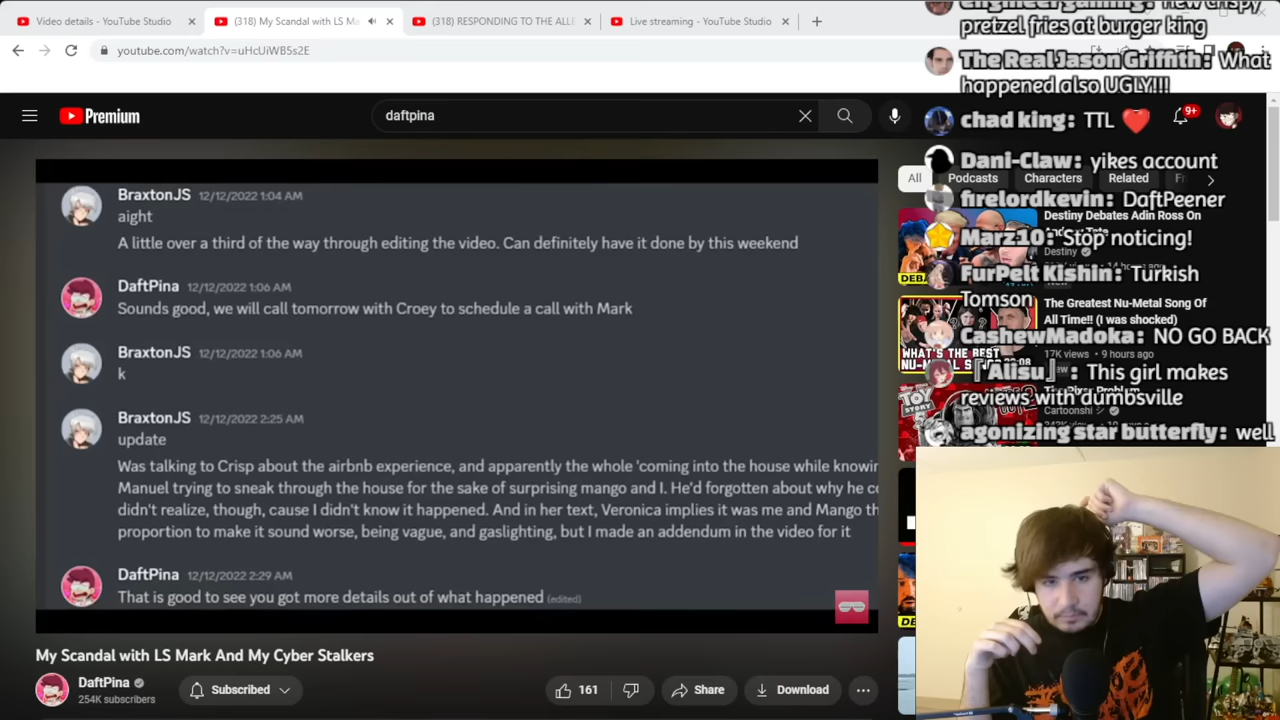 Video details - YouTube Studio
(318) My Scandal with LS M
(318) RESPONDING TO THE ALL
Live streaming - YouTube Studio
youtube.com/watch?v=uHcUiWB5s2E
pretzel fries at burger king
The Real Jason Griffith: What
happened also UGLY!!!
Premium
daftpina
9+
chad king: TTL ❤
All
Podcasts
Characters
Related
Dani-Claw: yikes account
firelordkevin: DaftPeener
Destiny Debates Adin Ross On
Destiny
Marz10: Stop noticing!
FurPelt Kishin: Turkish
Tomson
The Greatest Nu-Metal Song Of
All Time!! (I was shocked)
17K views • 9 hours ago
WHAT'S THE BEST
CashewMadoka: NO GO BACK
『Alisu』: This girl makes
reviews with dumbsville
Cartoonshi
agonizing star butterfly: well
BraxtonJS 12/12/2022 1:04 AM
aight
A little over a third of the way through editing the video. Can definitely have it done by this weekend
DaftPina 12/12/2022 1:06 AM
Sounds good, we will call tomorrow with Croey to schedule a call with Mark
BraxtonJS 12/12/2022 1:06 AM
k
BraxtonJS 12/12/2022 2:25 AM
update
Was talking to Crisp about the airbnb experience, and apparently the whole 'coming into the house while knowin
Manuel trying to sneak through the house for the sake of surprising mango and I. He'd forgotten about why he c
didn't realize, though, cause I didn't know it happened. And in her text, Veronica implies it was me and Mango th
proportion to make it sound worse, being vague, and gaslighting, but I made an addendum in the video for it
DaftPina 12/12/2022 2:29 AM
That is good to see you got more details out of what happened (edited)
My Scandal with LS Mark And My Cyber Stalkers
DaftPina
254K subscribers
Subscribed
161
Share
Download